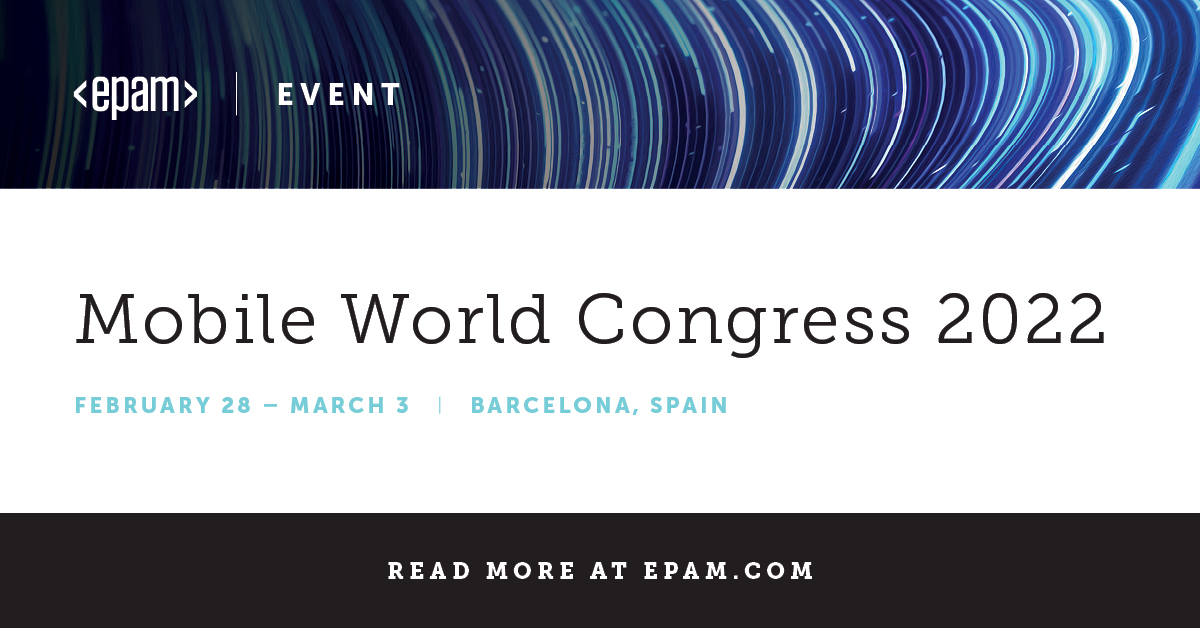 <epam> | EVENT
Mobile World Congress 2022
FEBRUARY 28 – MARCH 3 | BARCELONA, SPAIN
READ MORE AT EPAM.COM